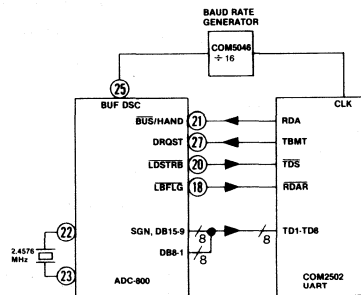 BAUD RATE
GENERATOR
COM5046
÷ 16
25
BUF DSC
CLK
BUS/HAND 21 RDA
DRQST 27 TBMT
LDSTRB 20 TDS
LBFLG 18 RDAR
22
SGN, DB15-9 8 8 TD1-TD8
2.4576
MHz
DB8-1 8
23
ADC-800
COM2502
UART